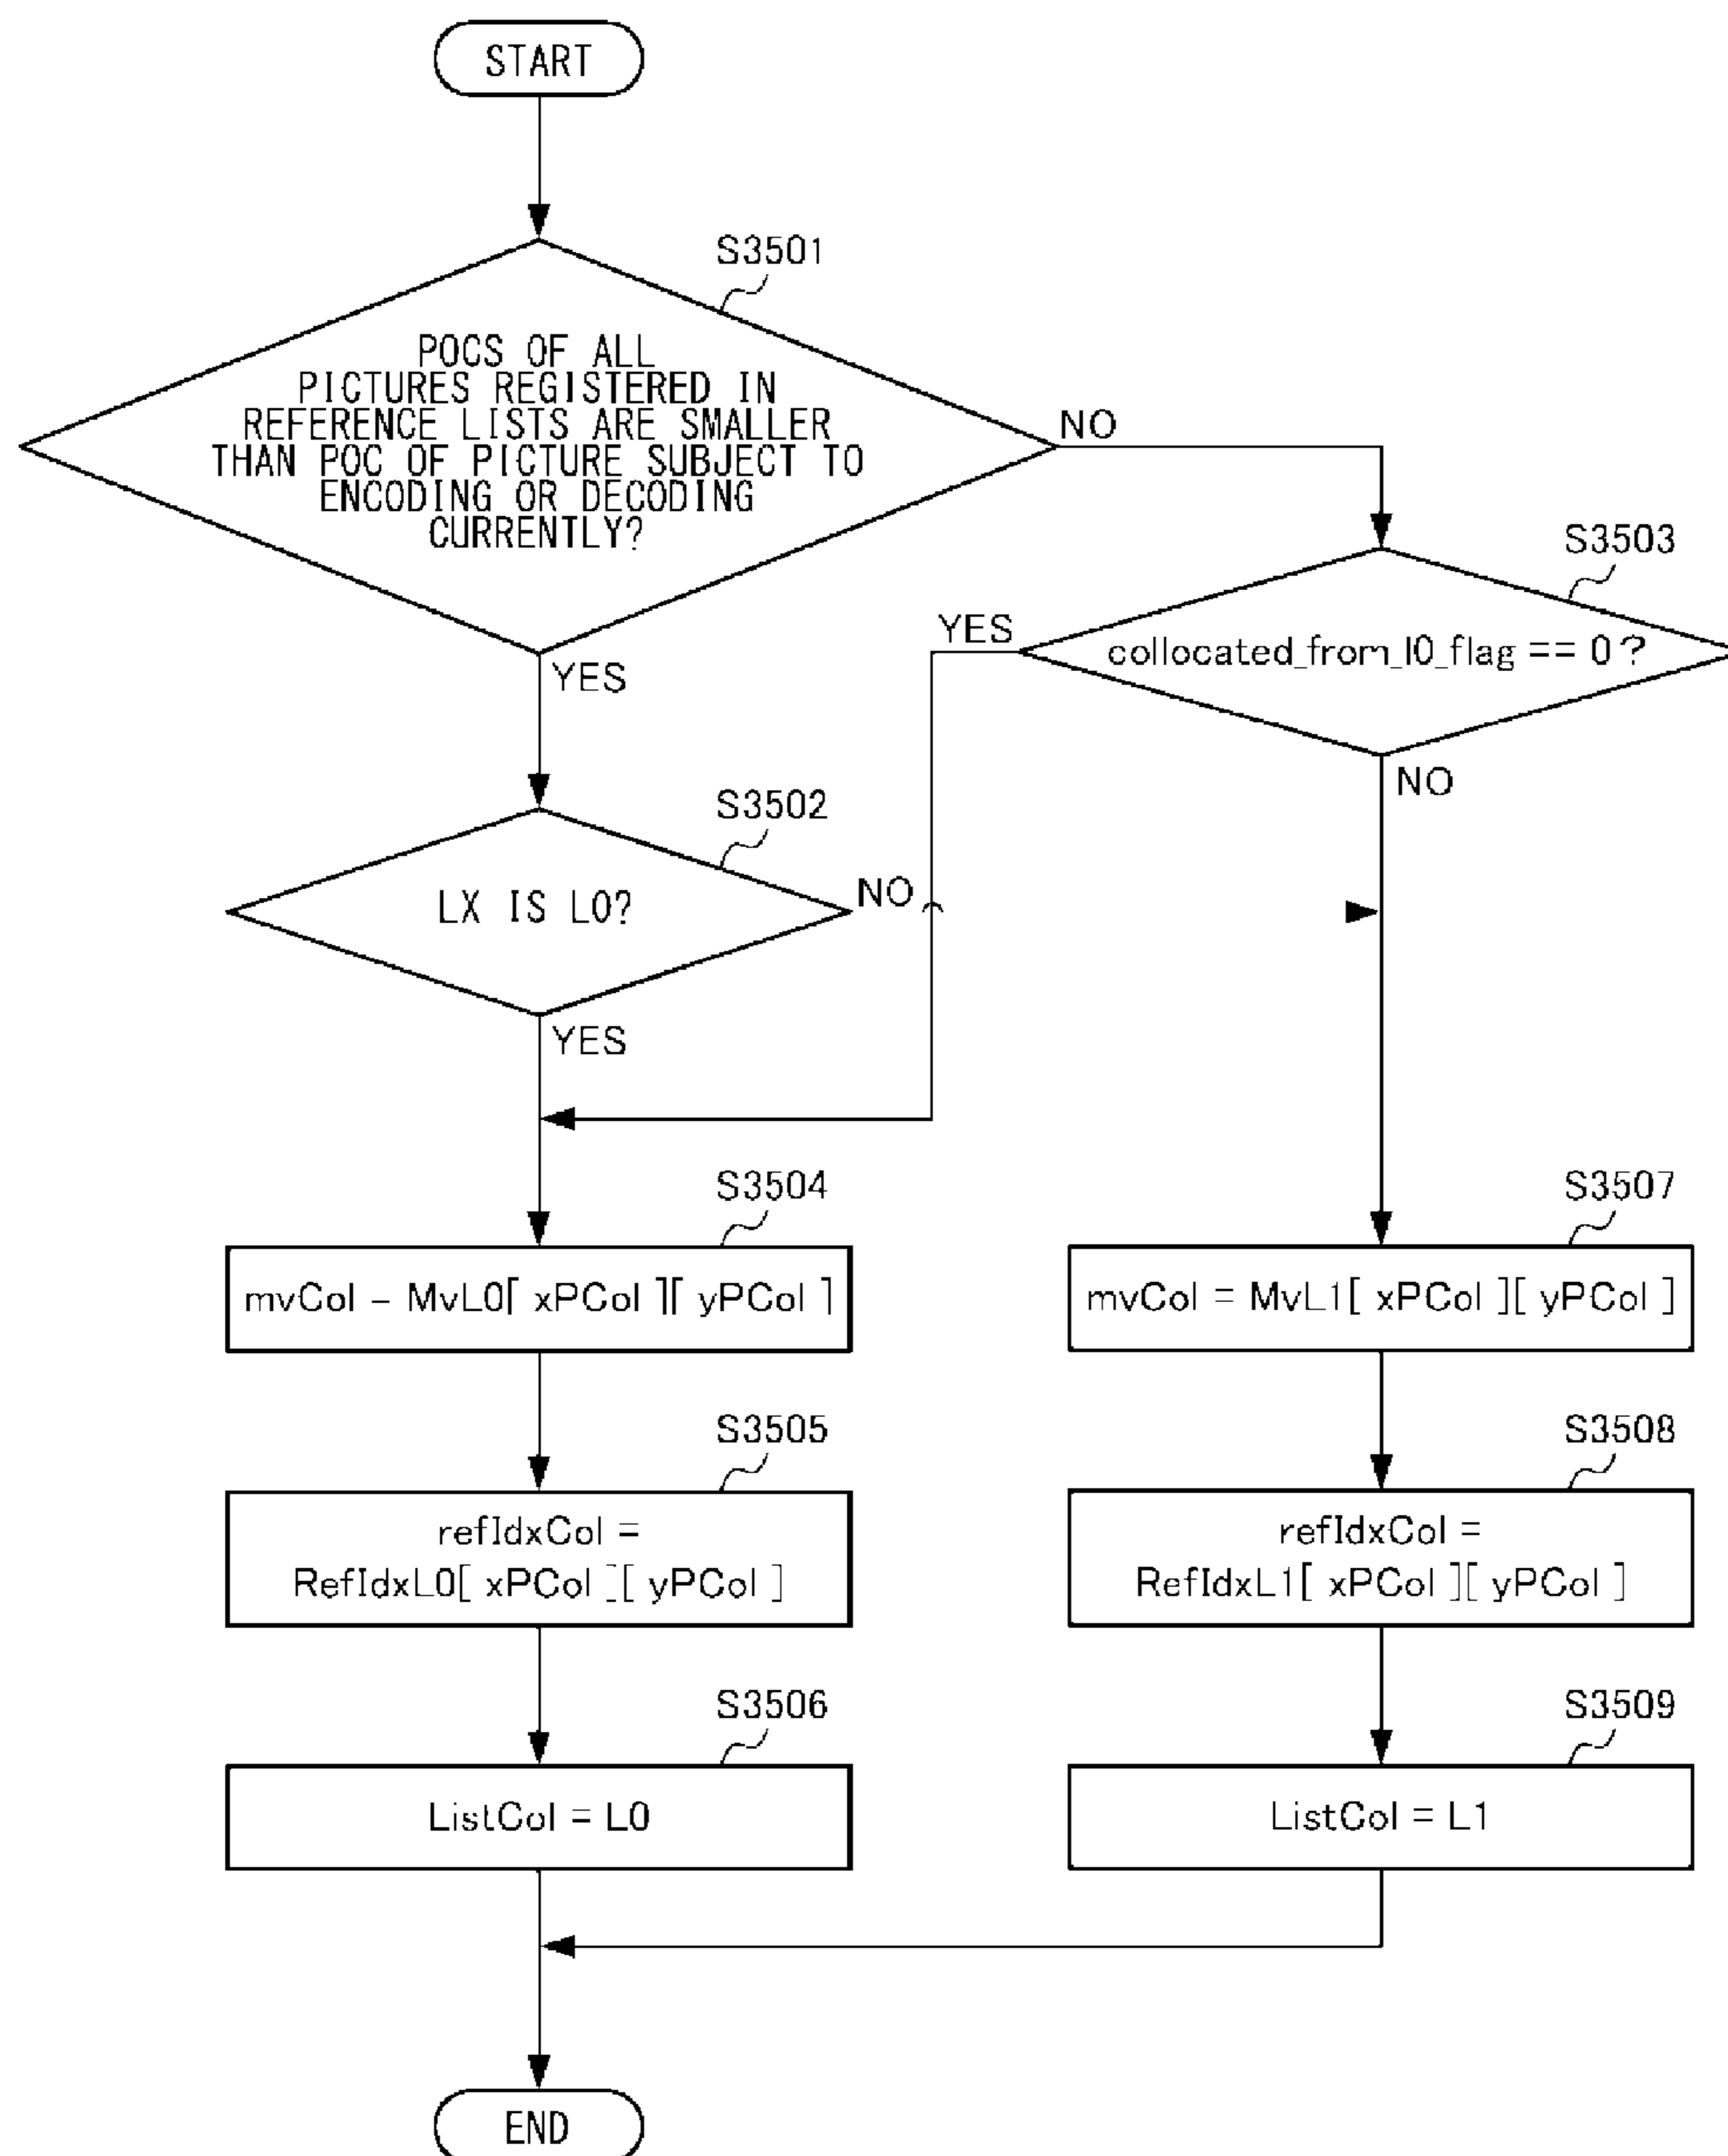 START
S3501
POCS OF ALL
PICTURES REGISTERED IN
REFERENCE LISTS ARE SMALLER
THAN POC OF PICTURE SUBJECT TO
ENCODING OR DECODING
CURRENTLY?
NO
YES
S3503
collocated_from_l0_flag == 0 ?
YES
NO
S3502
LX IS L0?
NO
YES
S3504
mvCol = MvL0[ xPCol ][ yPCol ]
S3507
mvCol = MvL1[ xPCol ][ yPCol ]
S3505
refIdxCol =
RefIdxL0[ xPCol ][ yPCol ]
S3508
refIdxCol =
RefIdxL1[ xPCol ][ yPCol ]
S3506
ListCol = L0
S3509
ListCol = L1
END